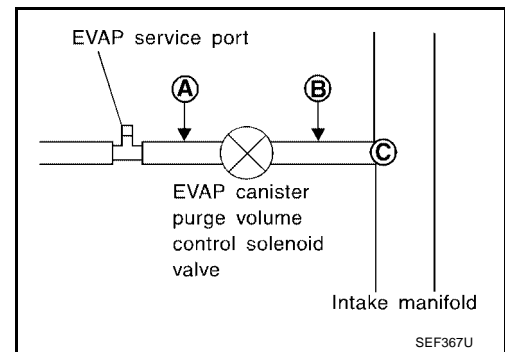 EVAP service port
A
B
C
EVAP canister
purge volume
control solenoid
valve
Intake manifold
SEF367U